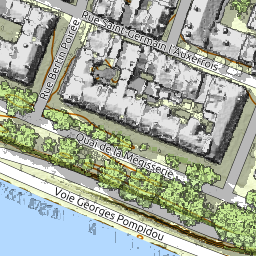 Rue Saint-Germain l'Auxerrois
Rue Bertin Poirée
Quai de la Mégisserie
Voie Georges Pompidou